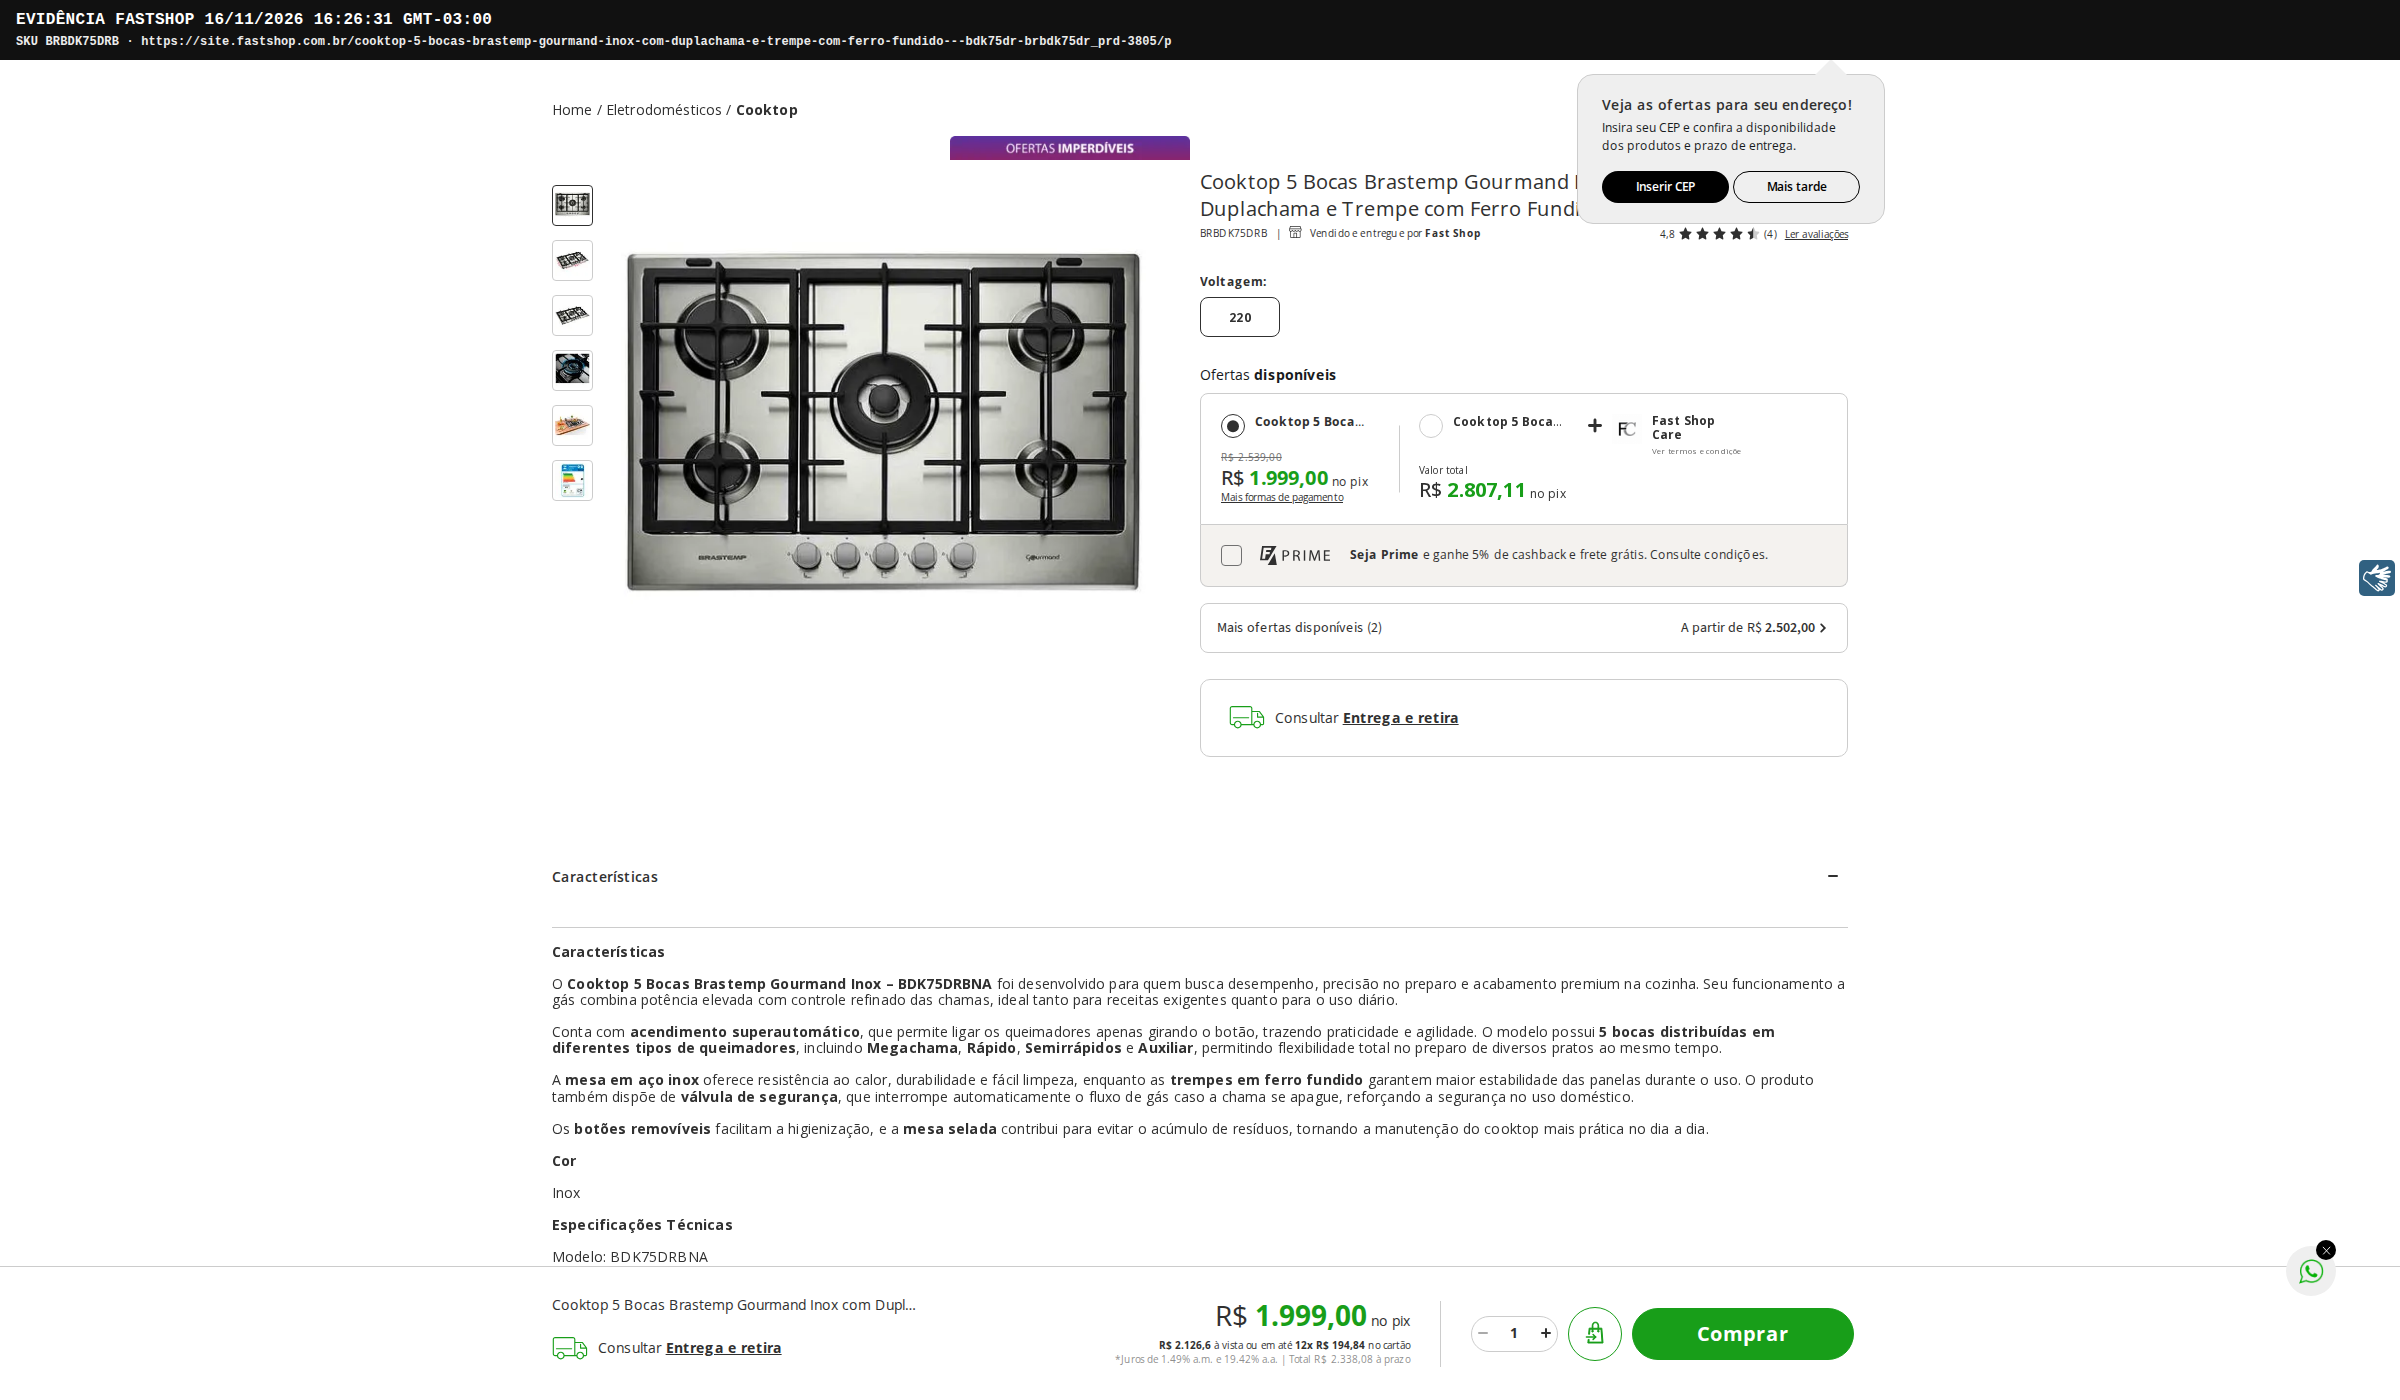 EVIDÊNCIA FASTSHOP 16/11/2026 16:26:31 GMT-03:00
SKU BRBDK75DRB · https://site.fastshop.com.br/cooktop-5-bocas-brastemp-gourmand-inox-com-duplachama-e-trempe-com-ferro-fundido---bdk75dr-brbdk75dr_prd-3805/p
Veja as ofertas para seu endereço!
Insira seu CEP e confira a disponibilidade
dos produtos e prazo de entrega.
Inserir CEP Mais tarde
Home / Eletrodomésticos / Cooktop
OFERTAS IMPERDÍVEIS
Cooktop 5 Bocas Brastemp Gourmand
Duplachama e Trempe com Ferro
BRBDK75DRB | Vendido e entregue por Fast Shop
4,8 (4) Ler avaliações
Voltagem:
220
Ofertas disponíveis
Cooktop 5 Boca...
R$ 2.539,00
R$ 1.999,00 no pix
Mais formas de pagamento
Cooktop 5 Boca...
Valor total
R$ 2.807,11 no pix
+
FC
Fast Shop
Care
Ver termos e condiçõe
PRIME Seja Prime e ganhe 5% de cashback e frete grátis. Consulte condições.
Mais ofertas disponíveis (2) A partir de R$ 2.502,00
Consultar Entrega e retira
BRASTEMP
Gourmand
Características
Características
O Cooktop 5 Bocas Brastemp Gourmand Inox – BDK75DRBNA foi desenvolvido para quem busca desempenho, precisão no preparo e acabamento premium na cozinha. Seu funcionamento a
gás combina potência elevada com controle refinado das chamas, ideal tanto para receitas exigentes quanto para o uso diário.
Conta com acendimento superautomático, que permite ligar os queimadores apenas girando o botão, trazendo praticidade e agilidade. O modelo possui 5 bocas distribuídas em
diferentes tipos de queimadores, incluindo Megachama, Rápido, Semirrápidos e Auxiliar, permitindo flexibilidade total no preparo de diversos pratos ao mesmo tempo.
A mesa em aço inox oferece resistência ao calor, durabilidade e fácil limpeza, enquanto as trempes em ferro fundido garantem maior estabilidade das panelas durante o uso. O produto
também dispõe de válvula de segurança, que interrompe automaticamente o fluxo de gás caso a chama se apague, reforçando a segurança no uso doméstico.
Os botões removíveis facilitam a higienização, e a mesa selada contribui para evitar o acúmulo de resíduos, tornando a manutenção do cooktop mais prática no dia a dia.
Cor
Inox
Especificações Técnicas
Modelo: BDK75DRBNA
Cooktop 5 Bocas Brastemp Gourmand Inox com Dupl...
Consultar Entrega e retira
R$ 1.999,00 no pix
R$ 2.126,6 à vista ou em até 12x R$ 194,84 no cartão
*Juros de 1.49% a.m. e 19.42% a.a. | Total R$ 2.338,08 à prazo
− 1 +
Comprar